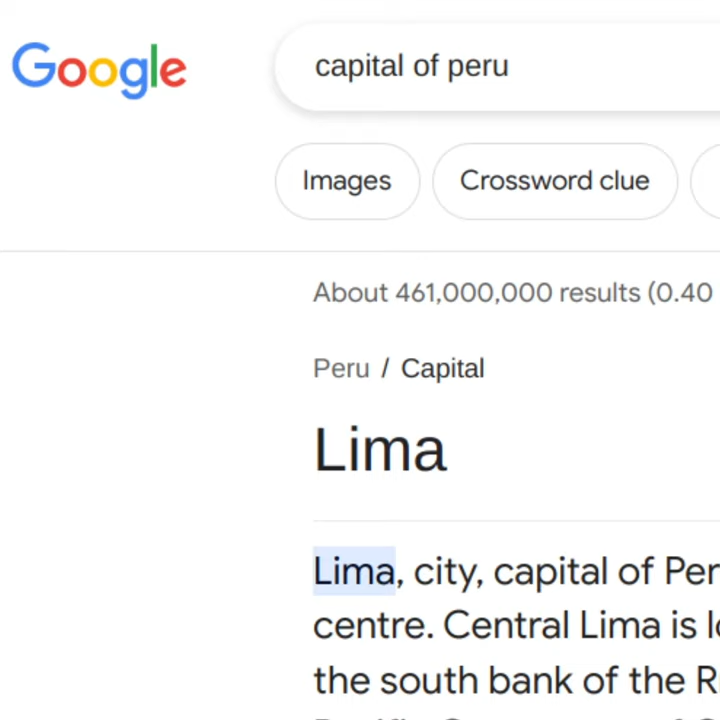 Google
capital of peru
Images
Crossword clue
About 461,000,000 results (0.40
Peru / Capital
Lima
Lima, city, capital of Per
centre. Central Lima is lo
the south bank of the R